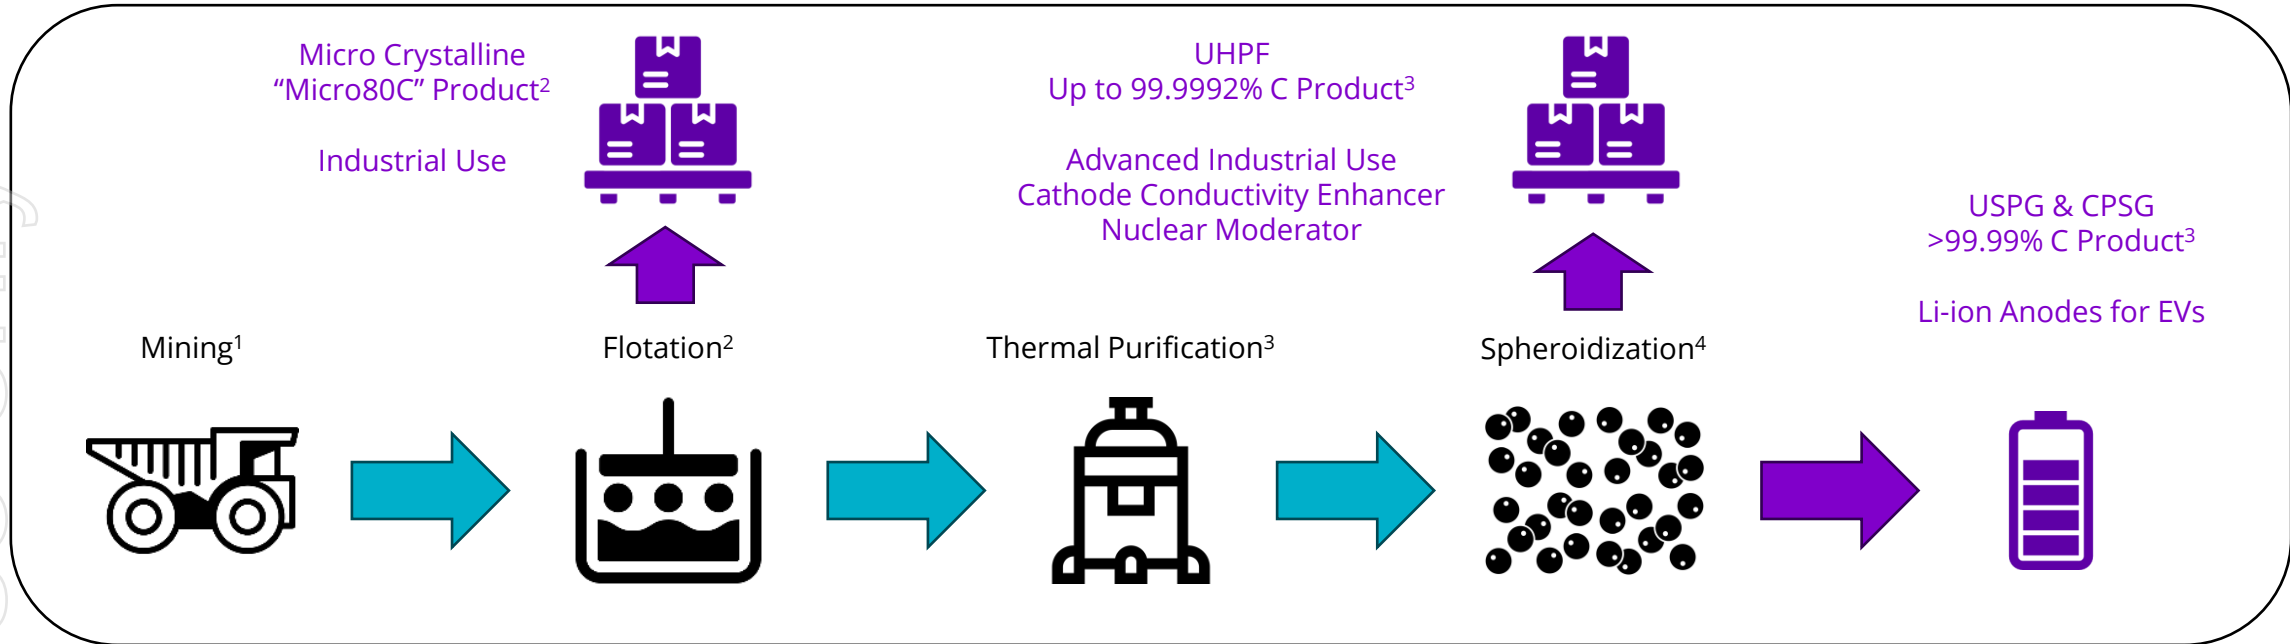 Micro Crystalline
“Micro80C” Product²
Industrial Use
UHPF
Up to 99.9992% C Product³
Advanced Industrial Use
Cathode Conductivity Enhancer
Nuclear Moderator
USPG & CPSG
>99.99% C Product³
Li-ion Anodes for EVs
Mining¹
Flotation²
Thermal Purification³
Spheroidization⁴